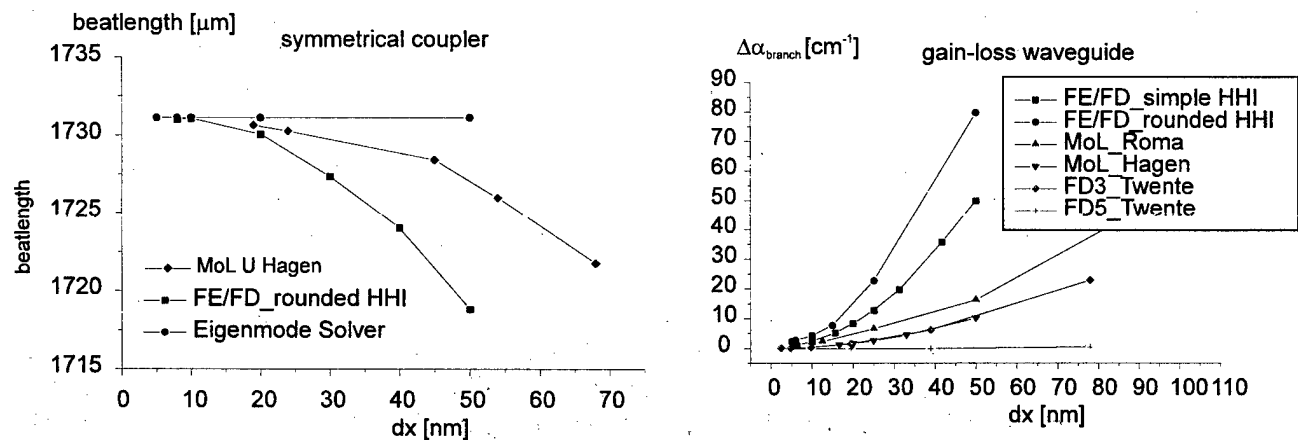 beatlength [μm]
symmetrical coupler
1735
1730
1725
1720
1715
beatlength
MoL U Hagen
FE/FD_rounded HHI
Eigenmode Solver
0 10 20 30 40 50 60 70
dx [nm]
Δα_branch [cm⁻¹]
gain-loss waveguide
90
80
70
60
50
40
30
20
10
0
FE/FD_simple HHI
FE/FD_rounded HHI
MoL_Roma
MoL_Hagen
FD3_Twente
FD5_Twente
0 10 20 30 40 50 60 70 80 90 100 110
dx [nm]